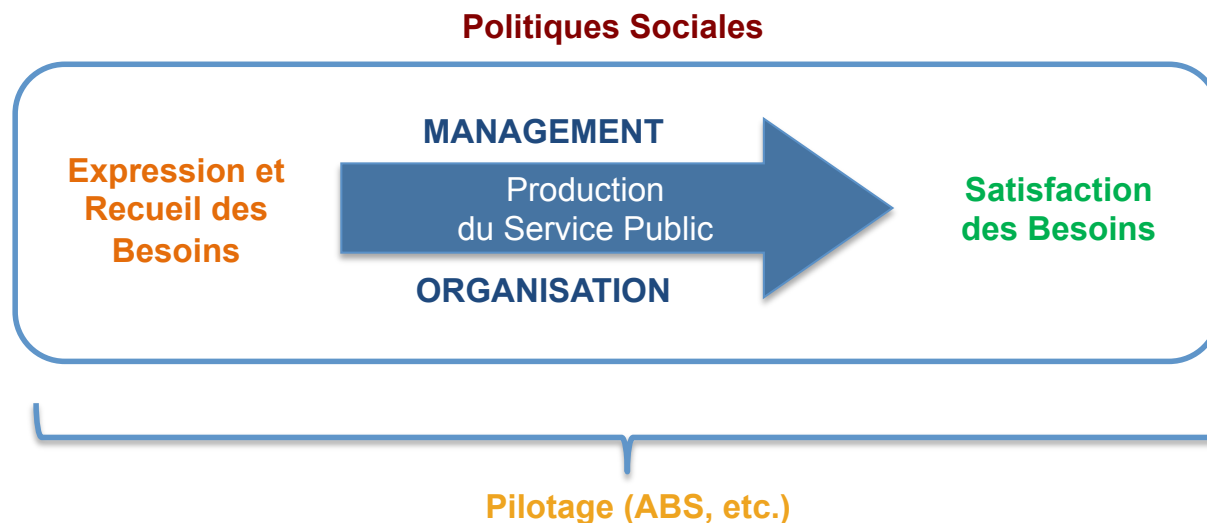 Politiques Sociales
MANAGEMENT
Expression et
Recueil des
Besoins
Production
du Service Public
Satisfaction
des Besoins
ORGANISATION
Pilotage (ABS, etc.)